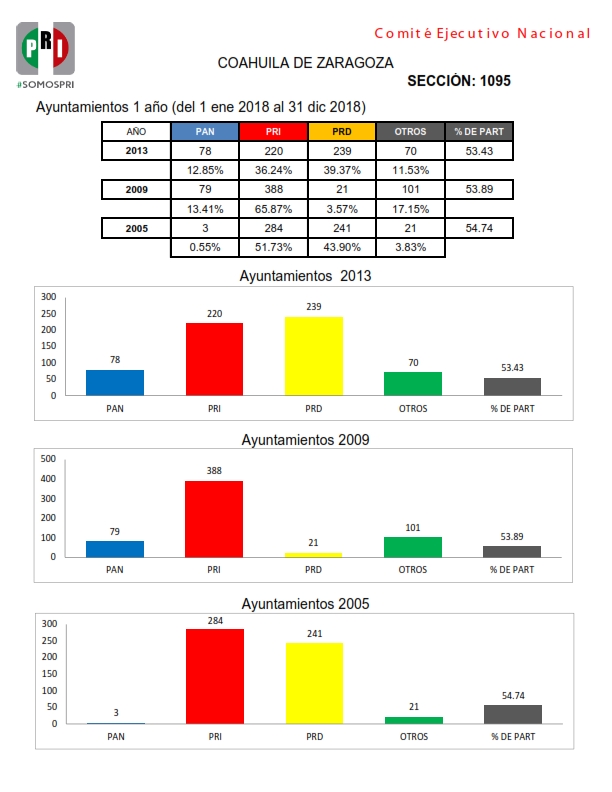 PRI
#SOMOSPRI
Comité Ejecutivo Nacional
COAHUILA DE ZARAGOZA
SECCIÓN: 1095
Ayuntamientos 1 año (del 1 ene 2018 al 31 dic 2018)
AÑO PAN PRI PRD OTROS % DE PART
2013 78 220 239 70 53.43
12.85% 36.24% 39.37% 11.53%
2009 79 388 21 101 53.89
13.41% 65.87% 3.57% 17.15%
2005 3 284 241 21 54.74
0.55% 51.73% 43.90% 3.83%
Ayuntamientos 2013
300
250
200
150
100
50
0
78 220 239 70 53.43
PAN PRI PRD OTROS % DE PART
Ayuntamientos 2009
500
400
300
200
100
0
79 388 21 101 53.89
PAN PRI PRD OTROS % DE PART
Ayuntamientos 2005
300
250
200
150
100
50
0
3 284 241 21 54.74
PAN PRI PRD OTROS % DE PART